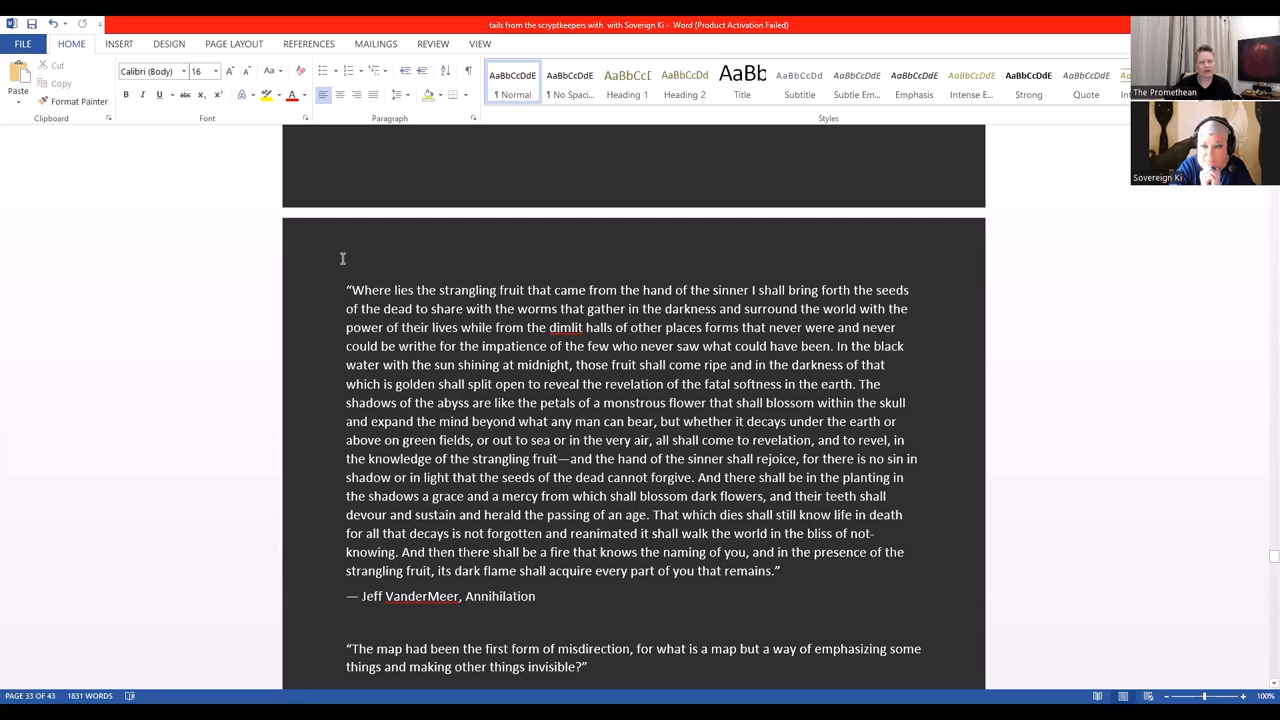 tails from the scryptkeepers with  with Soverign Ki -  Word (Product Activation Failed)
FILE HOME INSERT DESIGN PAGE LAYOUT REFERENCES MAILINGS REVIEW VIEW
Paste
Cut
Copy
Format Painter
Clipboard
Calibri (Body) 16
Font
Paragraph
AaBbCcDdE AaBbCcDdE AaBbC( AaBbCcDd AaBb( AaBbCcDd AaBbCcDdE AaBbCcDdE AaBbCcDdE AaBbCcDdE AaBbCcDdE
¶ Normal ¶ No Spaci... Heading 1 Heading 2 Title Subtitle Subtle Em... Emphasis Intense E... Strong Quote
Styles
The Promethean
Sovereign Ki
“Where lies the strangling fruit that came from the hand of the sinner I shall bring forth the seeds
of the dead to share with the worms that gather in the darkness and surround the world with the
power of their lives while from the dimlit halls of other places forms that never were and never
could be writhe for the impatience of the few who never saw what could have been. In the black
water with the sun shining at midnight, those fruit shall come ripe and in the darkness of that
which is golden shall split open to reveal the revelation of the fatal softness in the earth. The
shadows of the abyss are like the petals of a monstrous flower that shall blossom within the skull
and expand the mind beyond what any man can bear, but whether it decays under the earth or
above on green fields, or out to sea or in the very air, all shall come to revelation, and to revel, in
the knowledge of the strangling fruit—and the hand of the sinner shall rejoice, for there is no sin in
shadow or in light that the seeds of the dead cannot forgive. And there shall be in the planting in
the shadows a grace and a mercy from which shall blossom dark flowers, and their teeth shall
devour and sustain and herald the passing of an age. That which dies shall still know life in death
for all that decays is not forgotten and reanimated it shall walk the world in the bliss of not-
knowing. And then there shall be a fire that knows the naming of you, and in the presence of the
strangling fruit, its dark flame shall acquire every part of you that remains.”
— Jeff VanderMeer, Annihilation
“The map had been the first form of misdirection, for what is a map but a way of emphasizing some
things and making other things invisible?”
PAGE 33 OF 43 1831 WORDS
100%